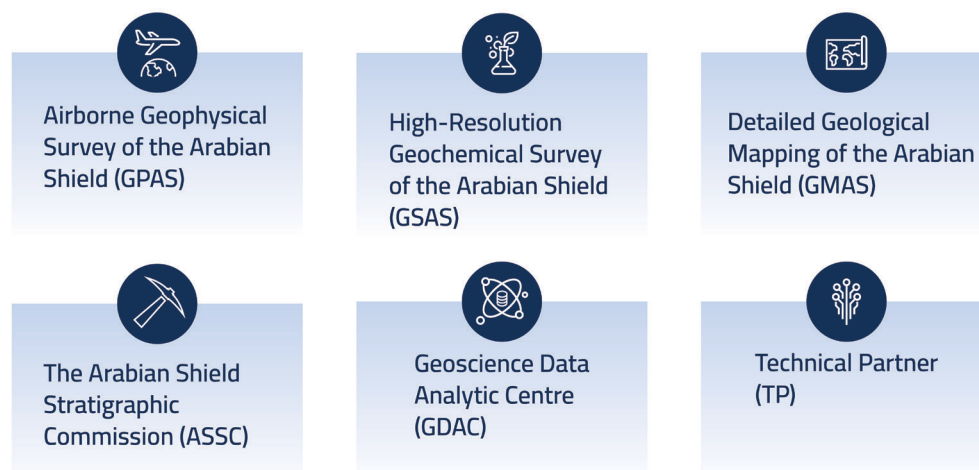 Airborne Geophysical
Survey of the Arabian
Shield (GPAS)
High-Resolution
Geochemical Survey
of the Arabian Shield
(GSAS)
Detailed Geological
Mapping of the Arabian
Shield (GMAS)
The Arabian Shield
Stratigraphic
Commission (ASSC)
Geoscience Data
Analytic Centre
(GDAC)
Technical Partner
(TP)